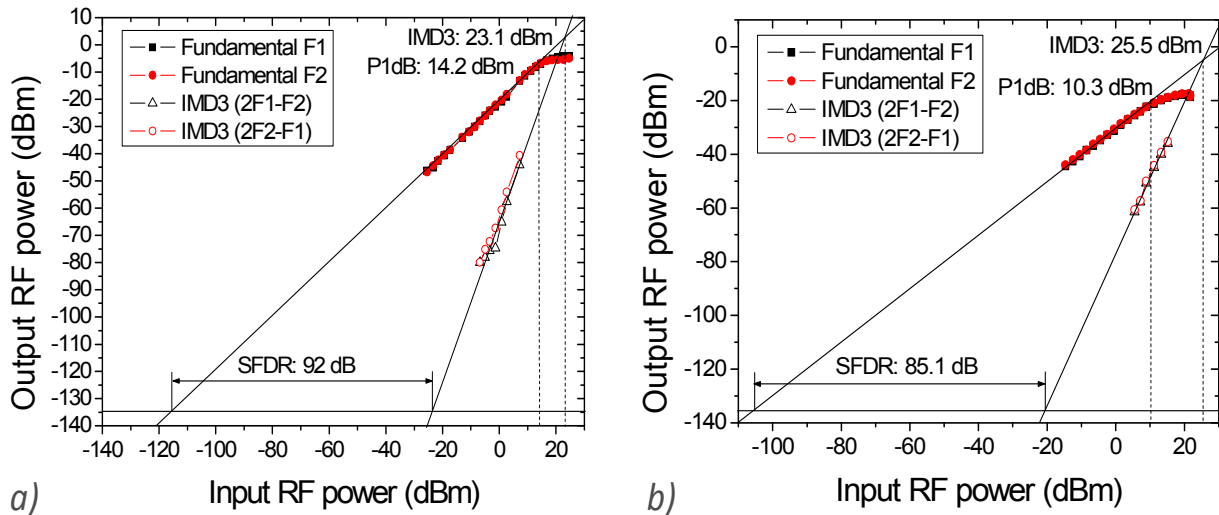 10
0
-10
-20
-30
-40
-50
-60
-70
-80
-90
-100
-110
-120
-130
-140
Output RF power (dBm)
Fundamental F1
Fundamental F2
IMD3 (2F1-F2)
IMD3 (2F2-F1)
IMD3: 23.1 dBm
P1dB: 14.2 dBm
SFDR: 92 dB
-140 -120 -100 -80 -60 -40 -20 0 20
Input RF power (dBm)
a)
0
-20
-40
-60
-80
-100
-120
-140
Output RF power (dBm)
Fundamental F1
Fundamental F2
IMD3 (2F1-F2)
IMD3 (2F2-F1)
IMD3: 25.5 dBm
P1dB: 10.3 dBm
SFDR: 85.1 dB
-100 -80 -60 -40 -20 0 20
Input RF power (dBm)
b)